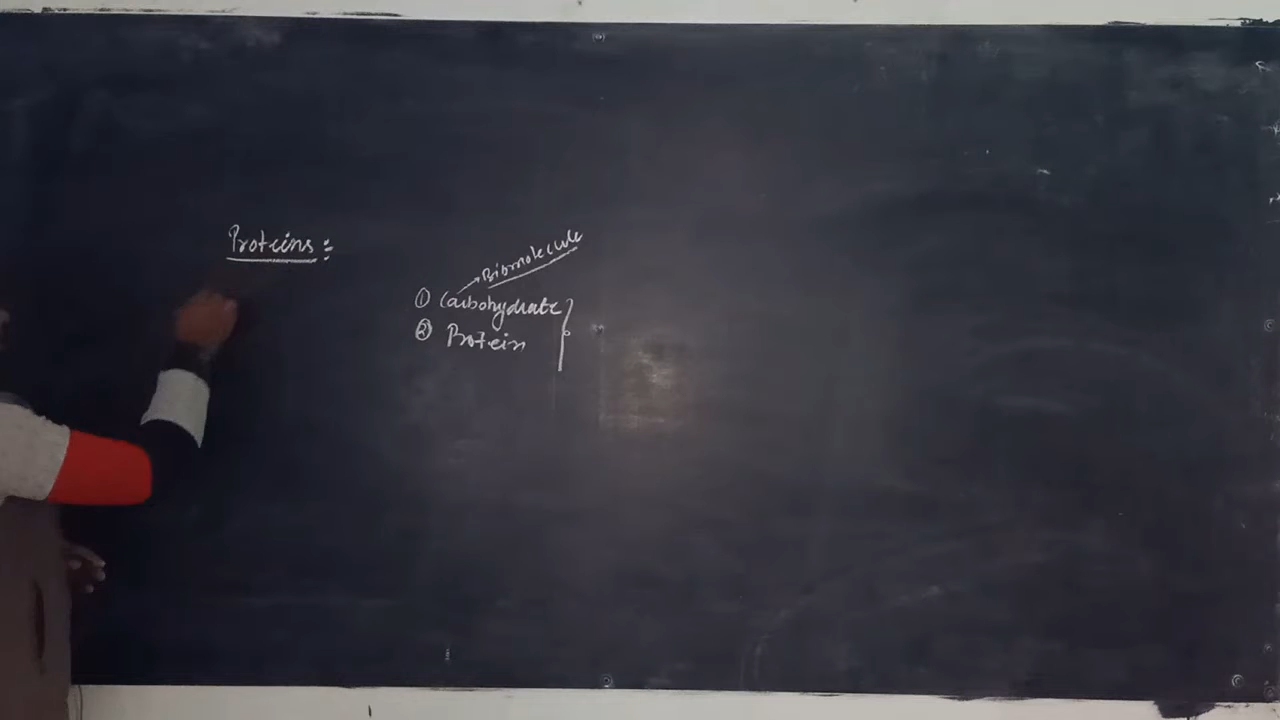 Proteins :
Biomolecule
① Carbohydrate
② Protein